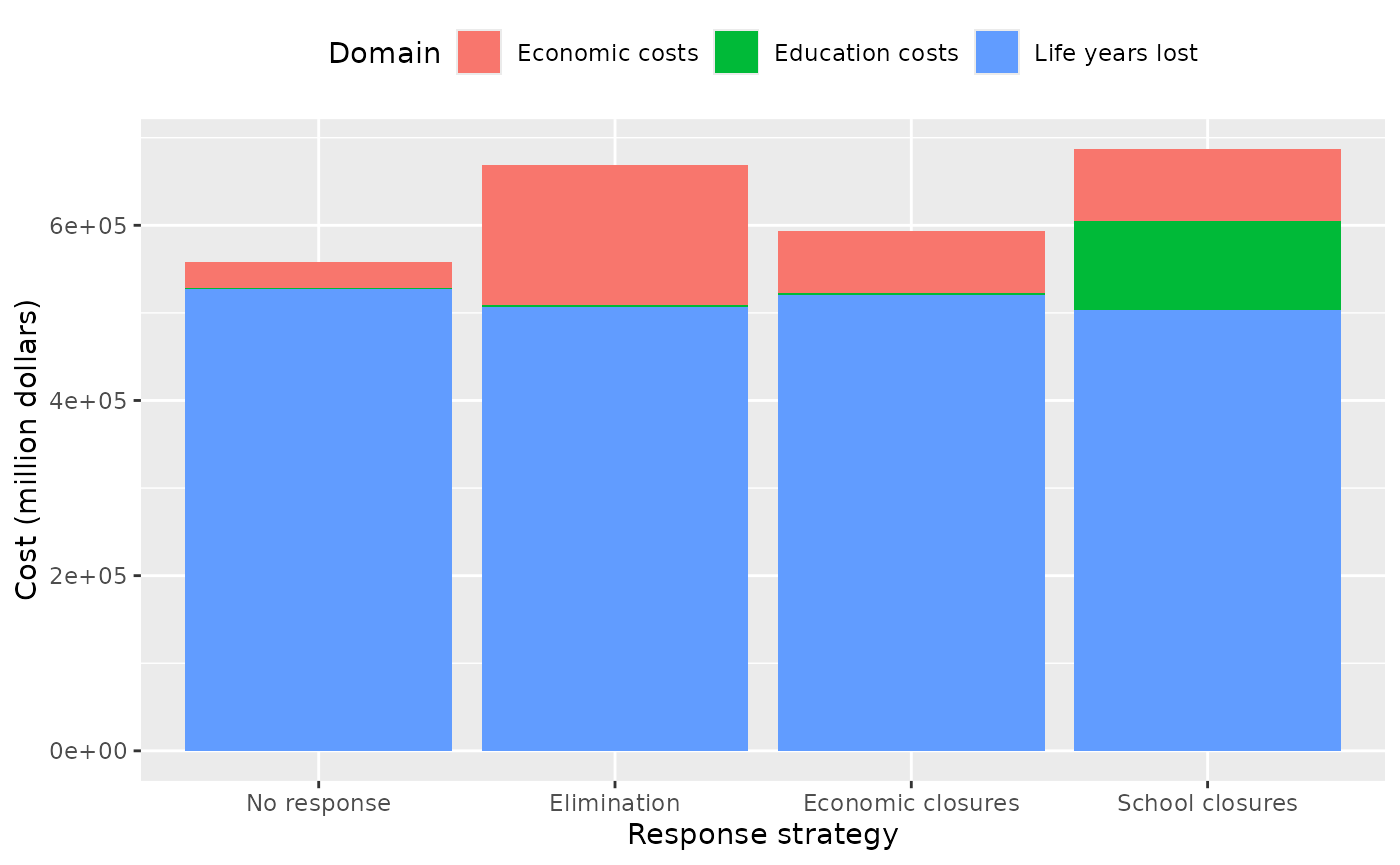 Domain Economic costs Education costs Life years lost
Cost (million dollars)
6e+05
4e+05
2e+05
0e+00
No response Elimination Economic closures School closures
Response strategy